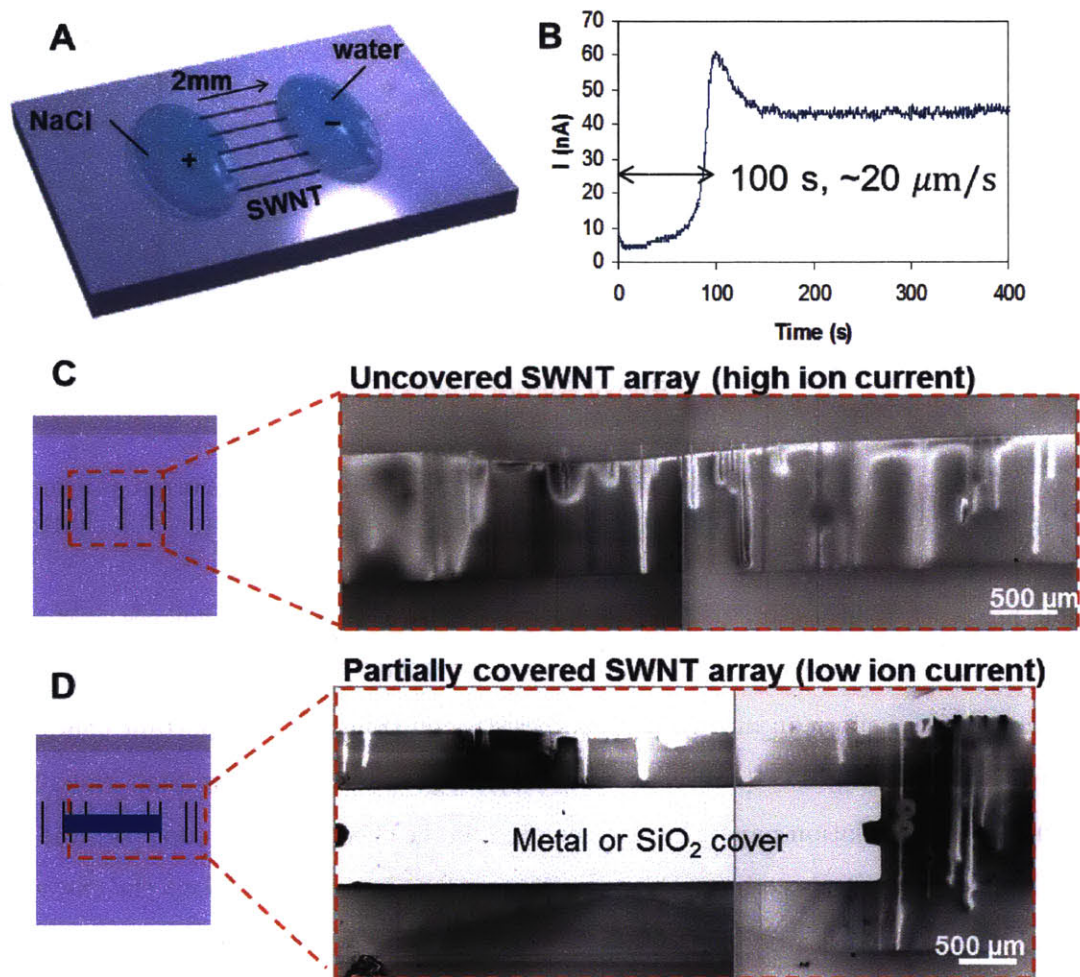 A
water
2mm
NaCl
+
-
SWNT
B
I (nA)
70
60
50
40
30
20
10
0
100 s, ~20 μm/s
0
100
200
300
400
Time (s)
C
Uncovered SWNT array (high ion current)
500 μm
D
Partially covered SWNT array (low ion current)
Metal or SiO₂ cover
500 μm